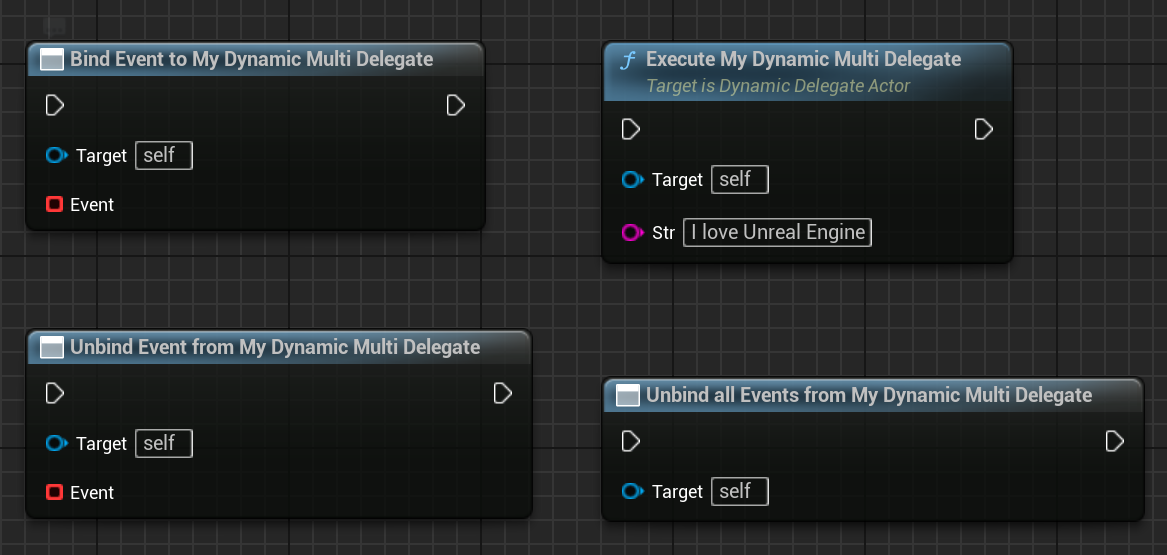 Bind Event to My Dynamic Multi Delegate
Target self
Event
Execute My Dynamic Multi Delegate
Target is Dynamic Delegate Actor
Target self
Str I love Unreal Engine
Unbind Event from My Dynamic Multi Delegate
Target self
Event
Unbind all Events from My Dynamic Multi Delegate
Target self